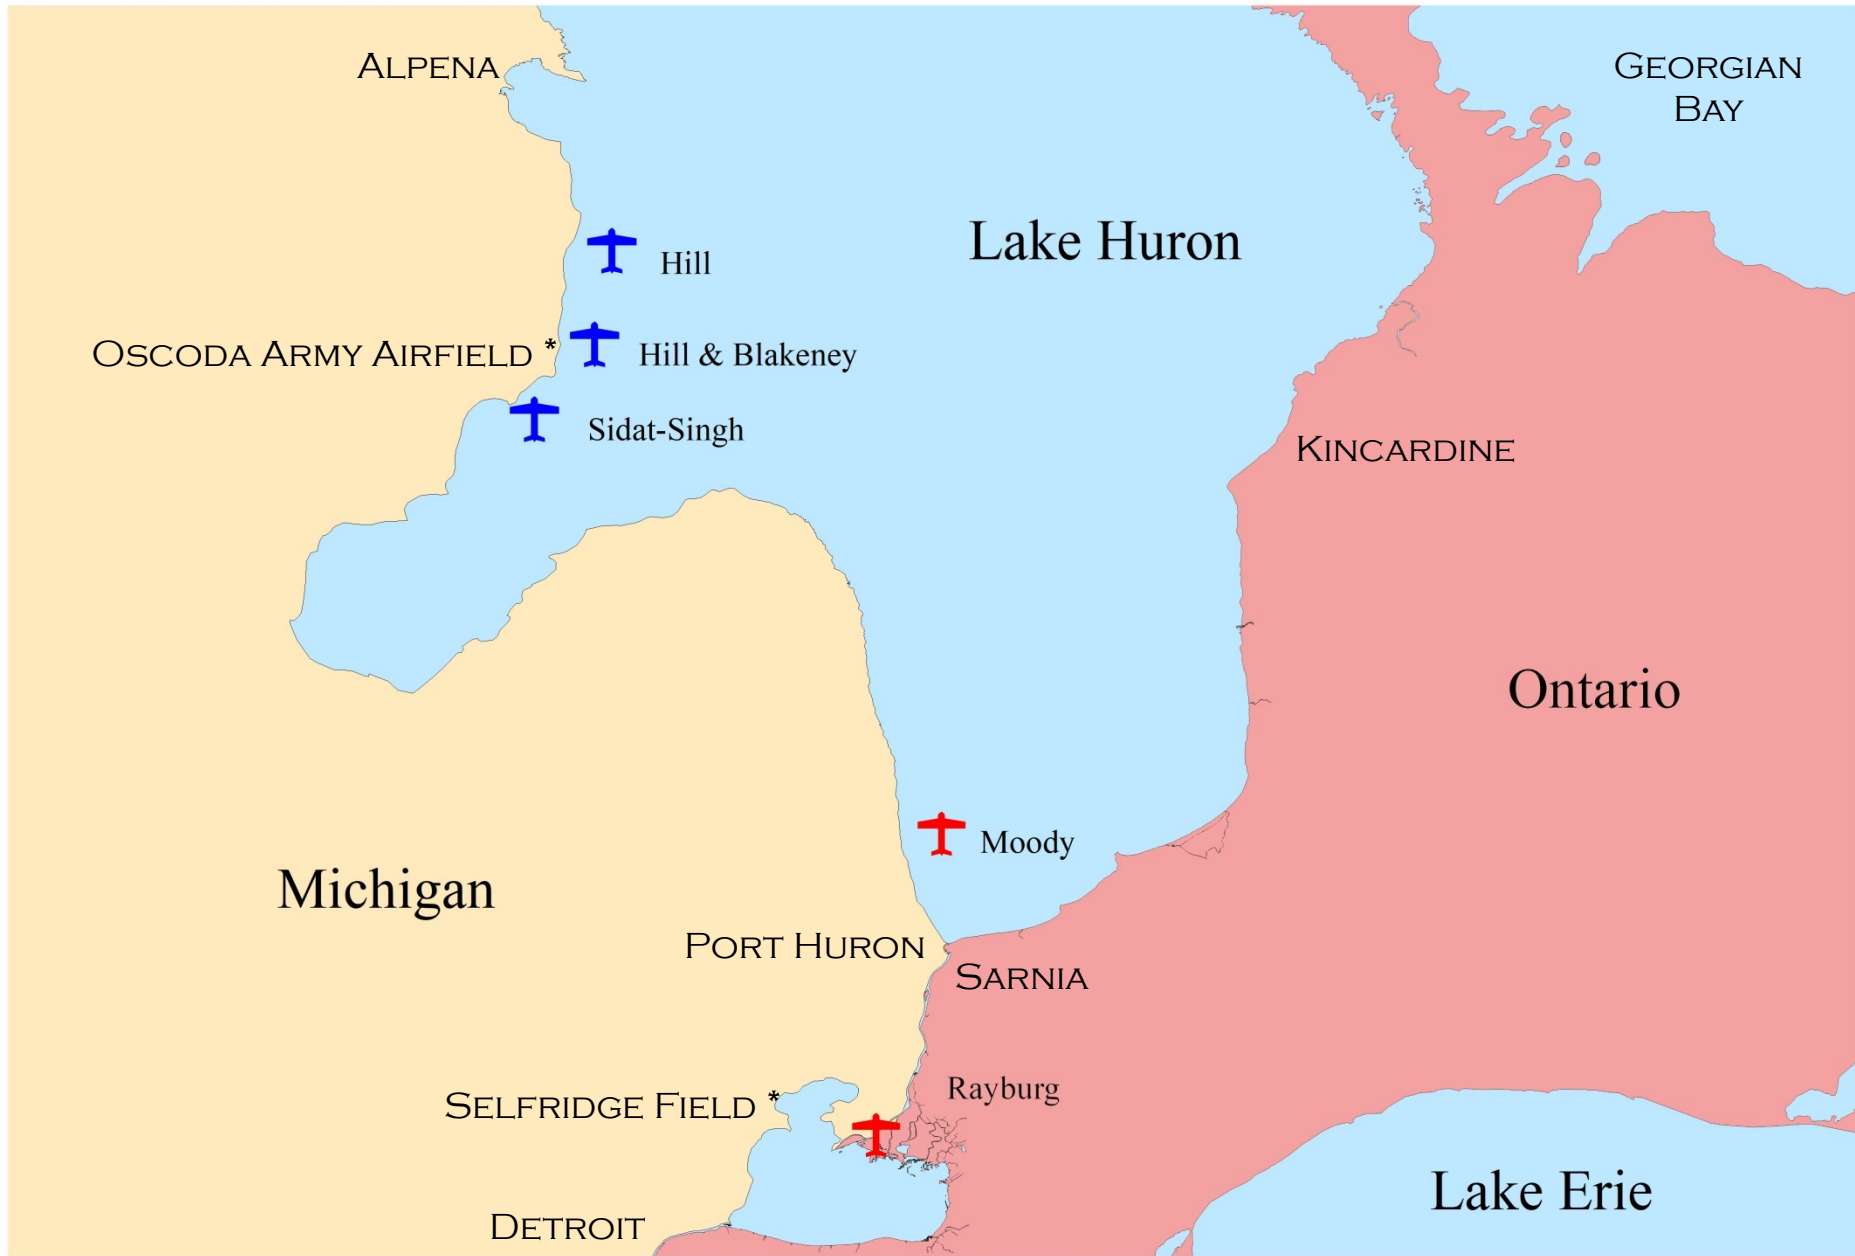 ALPENA
GEORGIAN
BAY
Lake Huron
Hill
OSCODA ARMY AIRFIELD *
Hill & Blakeney
Sidat-Singh
KINCARDINE
Ontario
Moody
Michigan
PORT HURON
SARNIA
Rayburg
SELFRIDGE FIELD *
Lake Erie
DETROIT